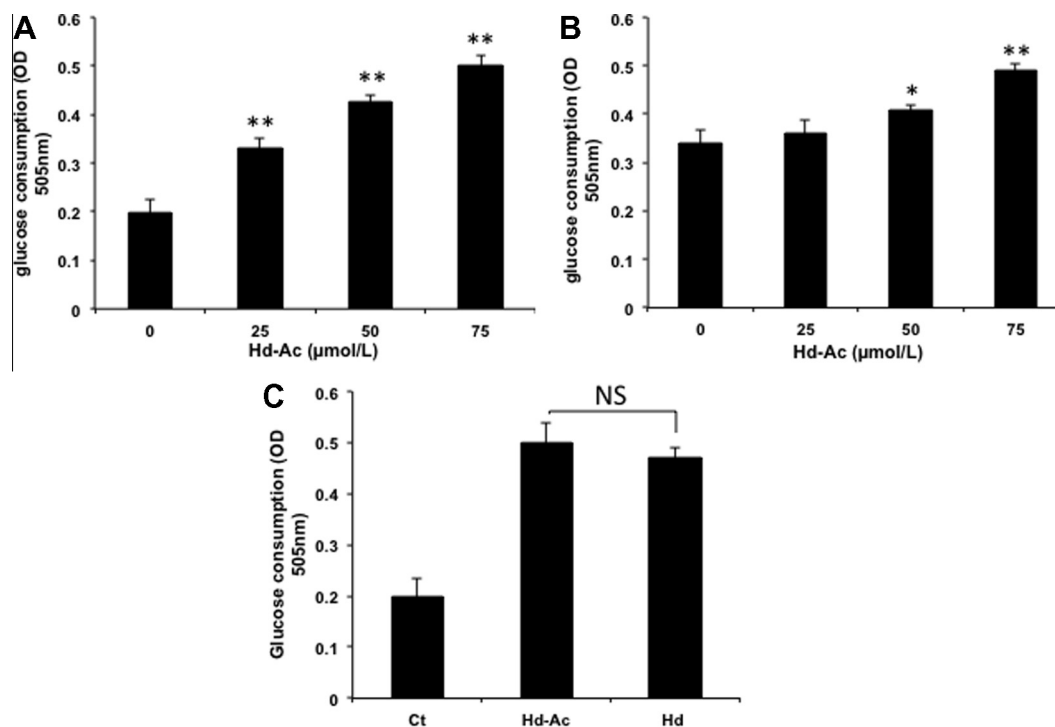 A
glucose consumption (OD
505nm)
0.6
0.5
0.4
0.3
0.2
0.1
0
**
**
**
0 25 50 75
Hd-Ac (μmol/L)
B
glucose consumption (OD
505nm)
0.6
0.5
0.4
0.3
0.2
0.1
0
*
**
0 25 50 75
Hd-Ac (μmol/L)
C
Glucose consumption (OD
505nm)
0.6
0.5
0.4
0.3
0.2
0.1
0
NS
Ct Hd-Ac Hd